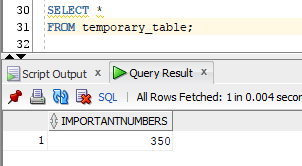 30 SELECT *
31 FROM temporary_table;
32
Script Output x Query Result x
SQL | All Rows Fetched: 1 in 0.004 secor
IMPORTANTNUMBERS
1 350